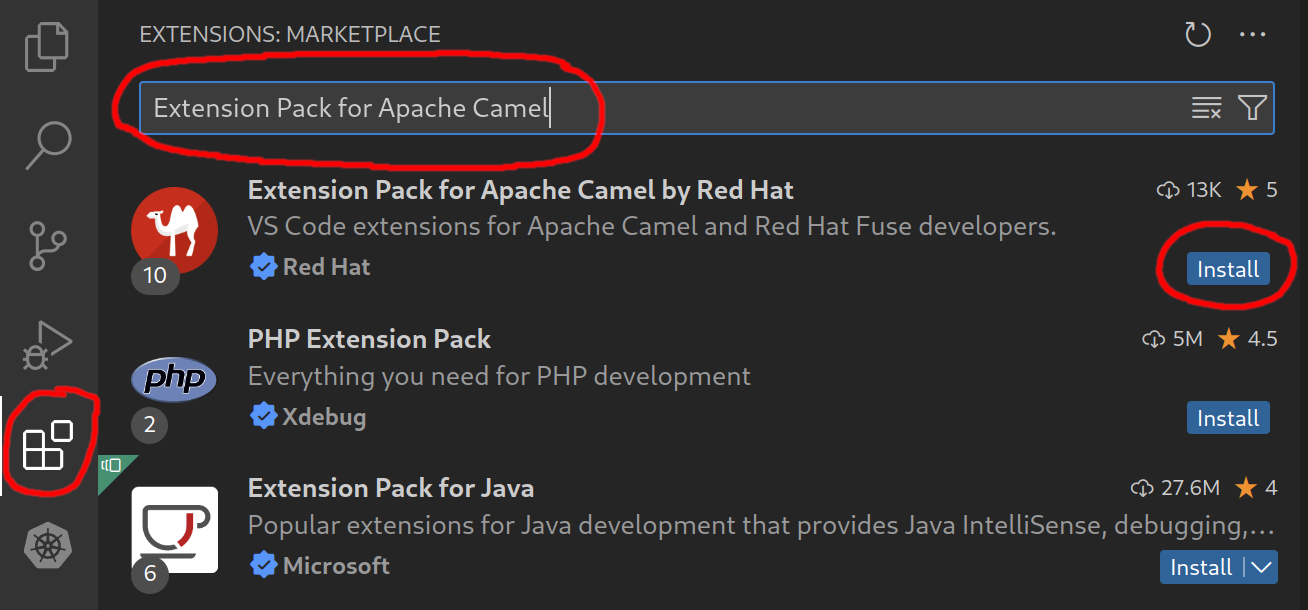 EXTENSIONS: MARKETPLACE
Extension Pack for Apache Camel
Extension Pack for Apache Camel by Red Hat
13K
5
VS Code extensions for Apache Camel and Red Hat Fuse developers.
10
Red Hat
Install
PHP Extension Pack
5M
4.5
php
Everything you need for PHP development
2
Xdebug
Install
Extension Pack for Java
27.6M
4
Popular extensions for Java development that provides Java IntelliSense, debugging,...
6
Microsoft
Install